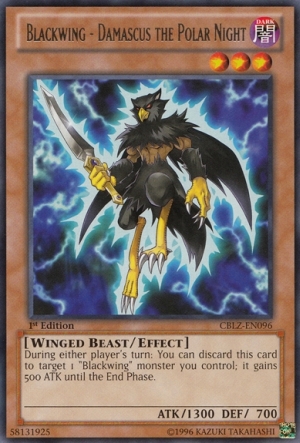 BLACKWING - DAMASCUS THE POLAR NIGHT
DARK
闇
1st Edition
CBLZ-EN096
[WINGED BEAST/EFFECT]
During either player's turn: You can discard this card
to target 1 "Blackwing" monster you control; it gains
500 ATK until the End Phase.
ATK/1300 DEF/ 700
58131925
©1996 KAZUKI TAKAHASHI